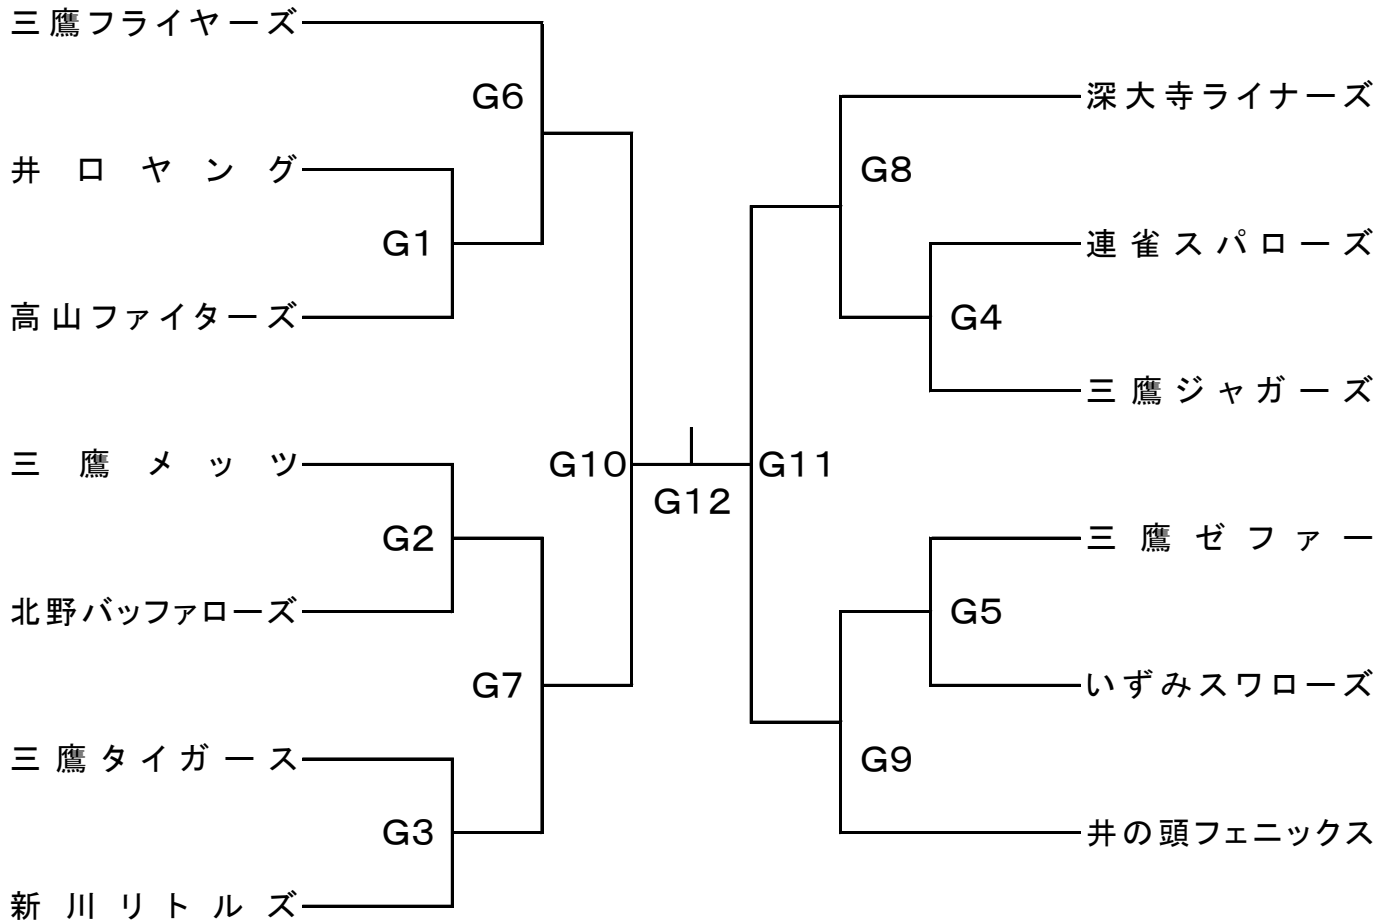 三鷹フライヤーズ
G6
井口ヤング
G1
高山ファイターズ
三鷹メッツ
G2
北野バッファローズ
G7
三鷹タイガース
G3
新川リトルズ
G10
G12
G11
深大寺ライナーズ
G8
連雀スパローズ
G4
三鷹ジャガーズ
三鷹ゼファー
G5
いずみスワローズ
G9
井の頭フェニックス